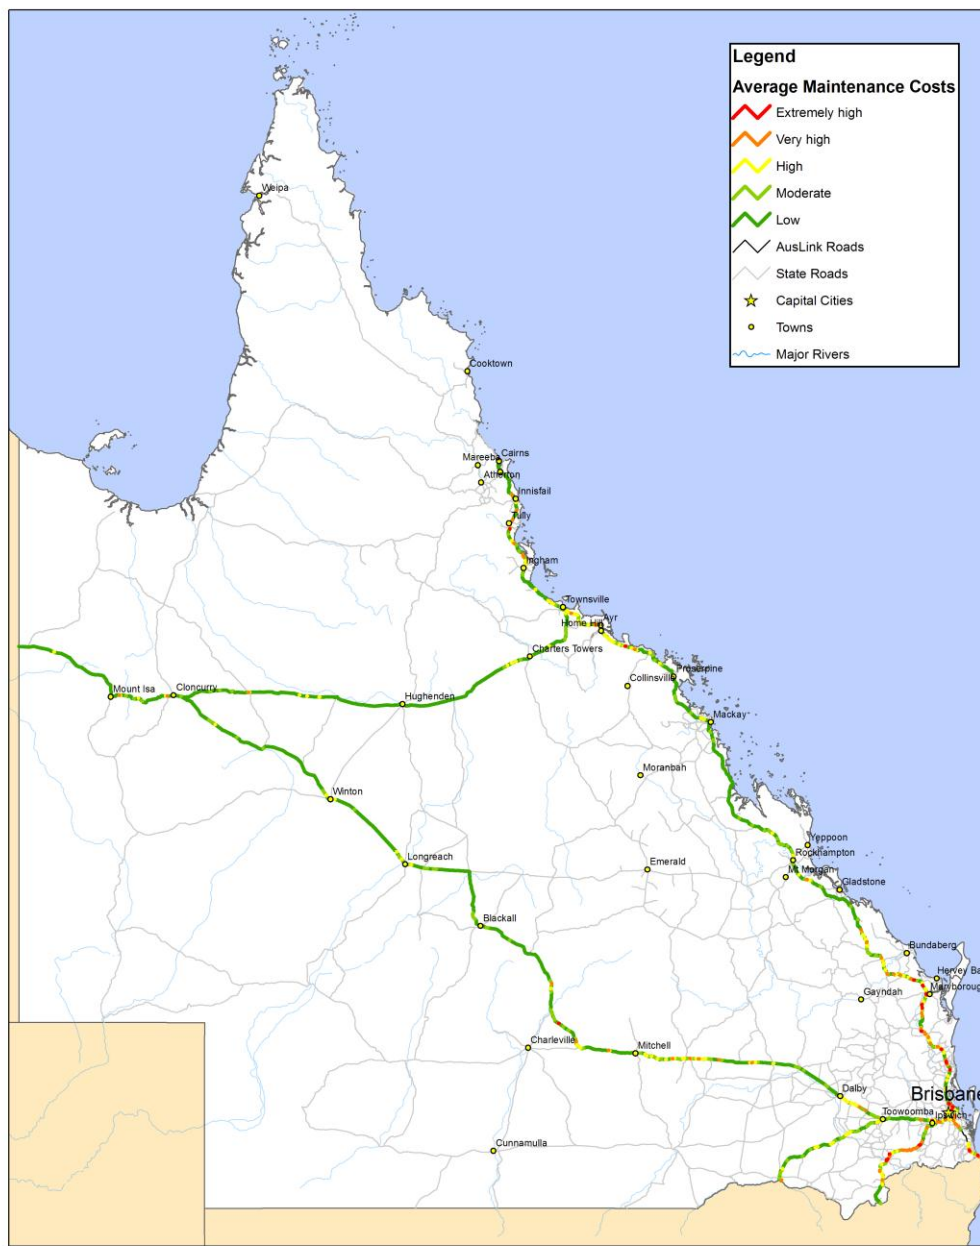 Legend
Average Maintenance Costs
Extremely high
Very high
High
Moderate
Low
AusLink Roads
State Roads
Capital Cities
Towns
Major Rivers
Weipa
Cooktown
Cairns
Mareeba
Atherton
Innisfail
Tully
Ingham
Townsville
Ayr
Home Hill
Charters Towers
Proserpine
Collinsville
Mount Isa
Cloncurry
Hughenden
Mackay
Moranbah
Winton
Yeppoon
Rockhampton
Longreach
Emerald
Mt Morgan
Gladstone
Blackall
Bundaberg
Hervey Ba
Maryboroug
Gayndah
Charleville
Mitchell
Dalby
Brisbane
Toowoomba
Ipswich
Cunnamulla